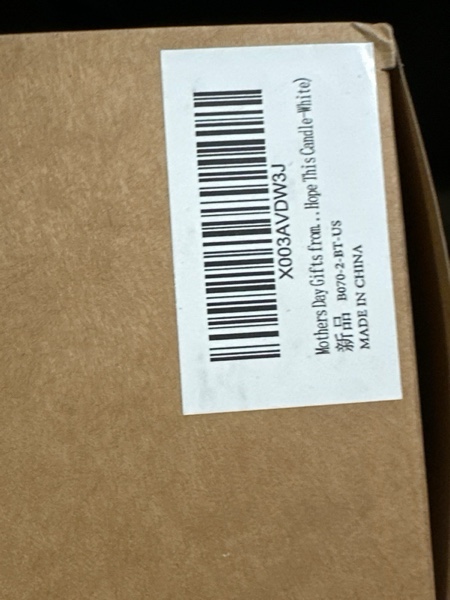 X003AVDW3J
Mothers Day Gifts from...Hope This Candle-White)
新品 B070-2-BT-US
MADE IN CHINA